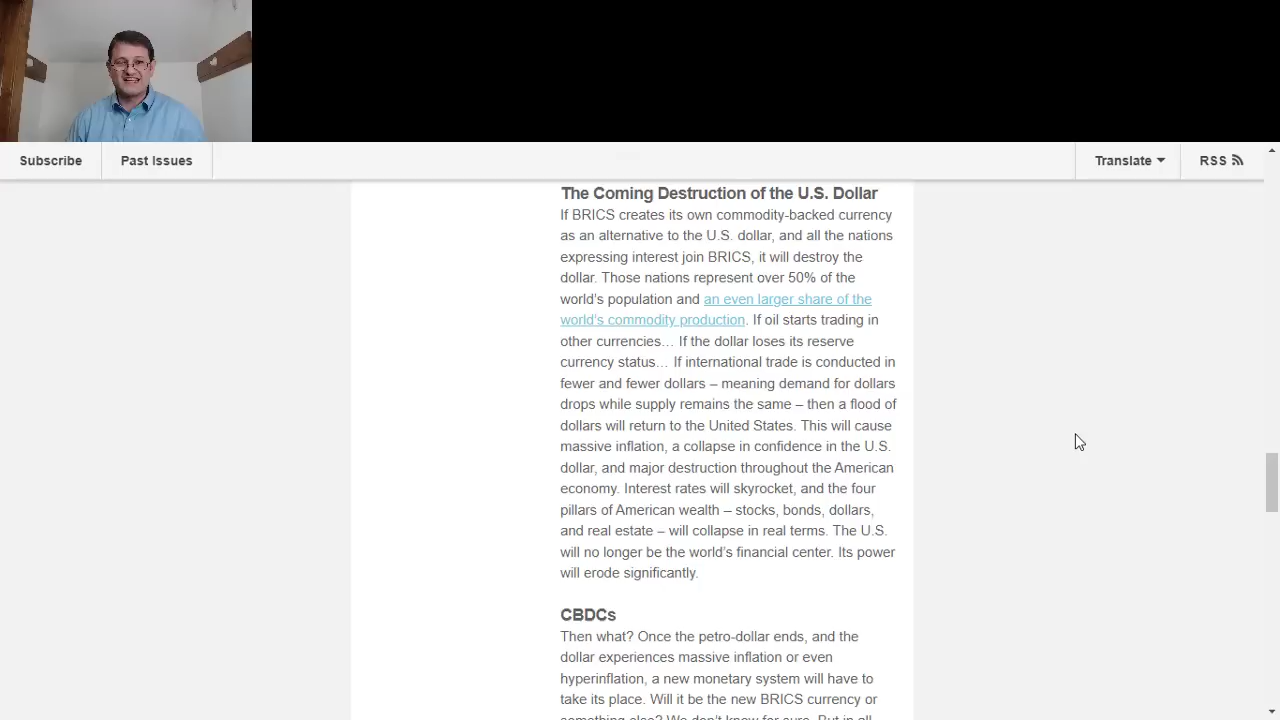 Subscribe
Past Issues
Translate
RSS
The Coming Destruction of the U.S. Dollar
If BRICS creates its own commodity-backed currency
as an alternative to the U.S. dollar, and all the nations
expressing interest join BRICS, it will destroy the
dollar. Those nations represent over 50% of the
world's population and an even larger share of the
world's commodity production. If oil starts trading in
other currencies… If the dollar loses its reserve
currency status… If international trade is conducted in
fewer and fewer dollars – meaning demand for dollars
drops while supply remains the same – then a flood of
dollars will return to the United States. This will cause
massive inflation, a collapse in confidence in the U.S.
dollar, and major destruction throughout the American
economy. Interest rates will skyrocket, and the four
pillars of American wealth – stocks, bonds, dollars,
and real estate – will collapse in real terms. The U.S.
will no longer be the world's financial center. Its power
will erode significantly.
CBDCs
Then what? Once the petro-dollar ends, and the
dollar experiences massive inflation or even
hyperinflation, a new monetary system will have to
take its place. Will it be the new BRICS currency or
something else? We don't know for sure. But in all